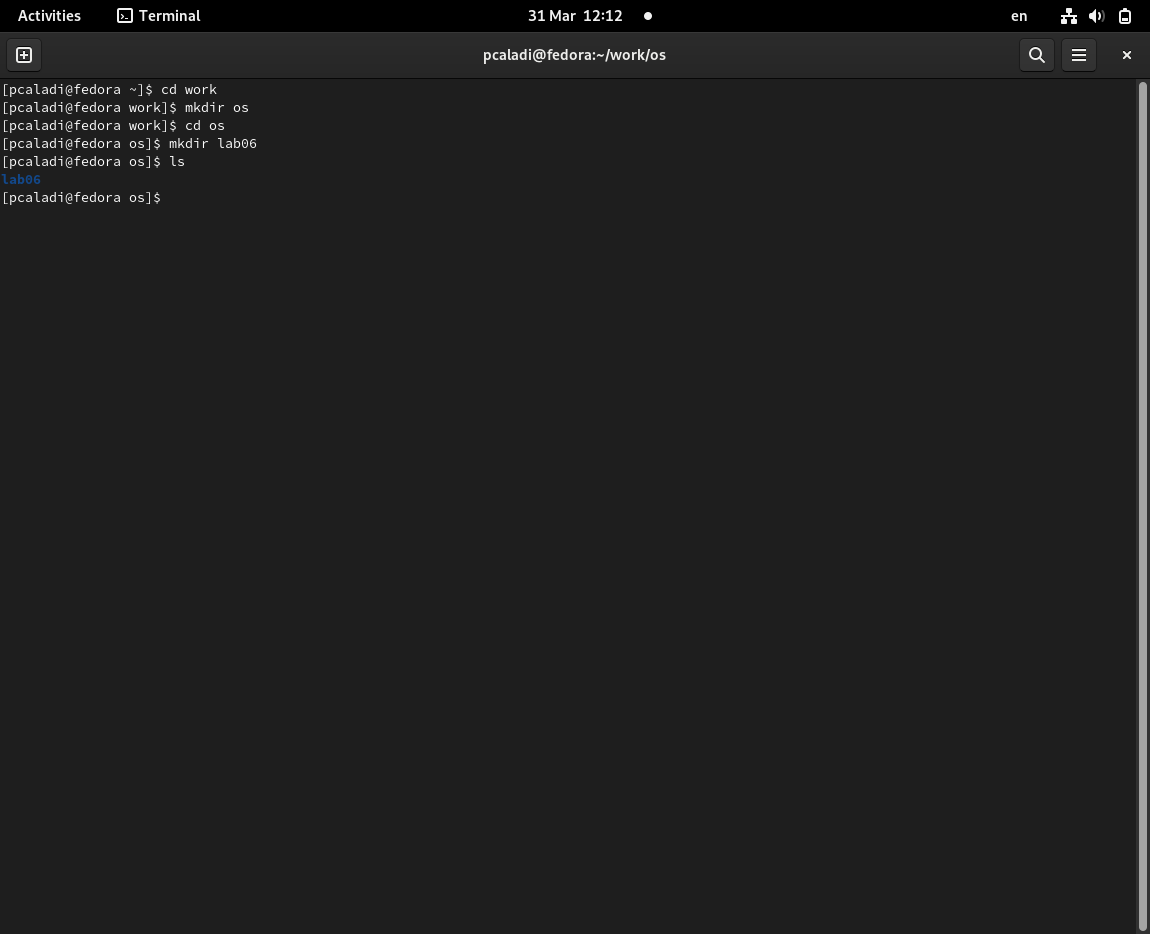 Activities Terminal 31 Mar 12:12 en
pcaladi@fedora:~/work/os
[pcaladi@fedora ~]$ cd work
[pcaladi@fedora work]$ mkdir os
[pcaladi@fedora work]$ cd os
[pcaladi@fedora os]$ mkdir lab06
[pcaladi@fedora os]$ ls
lab06
[pcaladi@fedora os]$